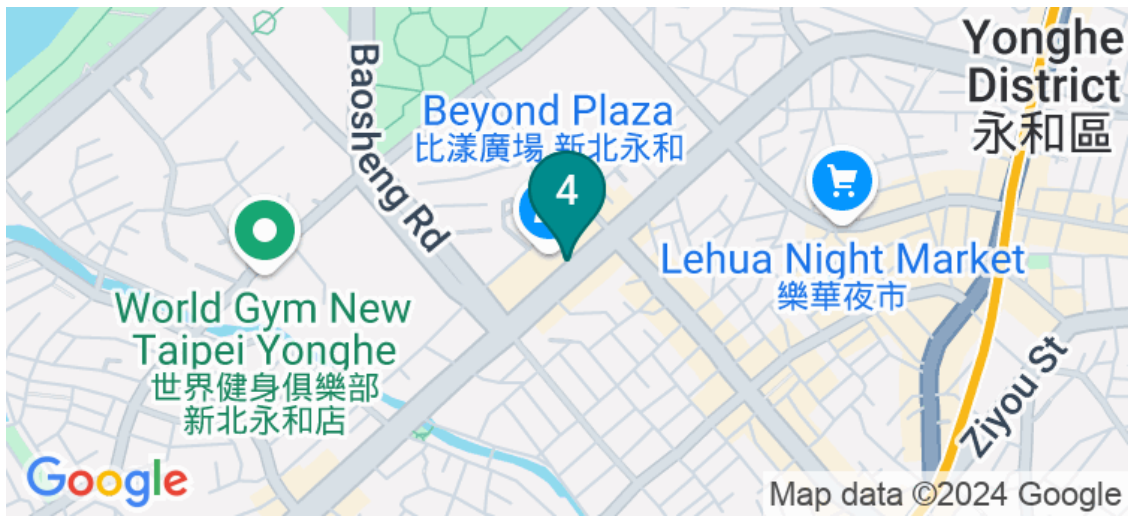 Yonghe
District
永和區
Baosheng Rd
Beyond Plaza
比漾廣場 新北永和
4
Lehua Night Market
樂華夜市
World Gym New
Taipei Yonghe
世界健身俱樂部
新北永和店
Ziyou St
Google
Map data ©2024 Google